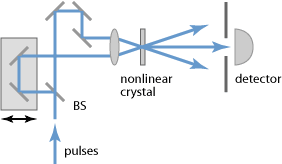 BS
nonlinear
crystal
detector
pulses